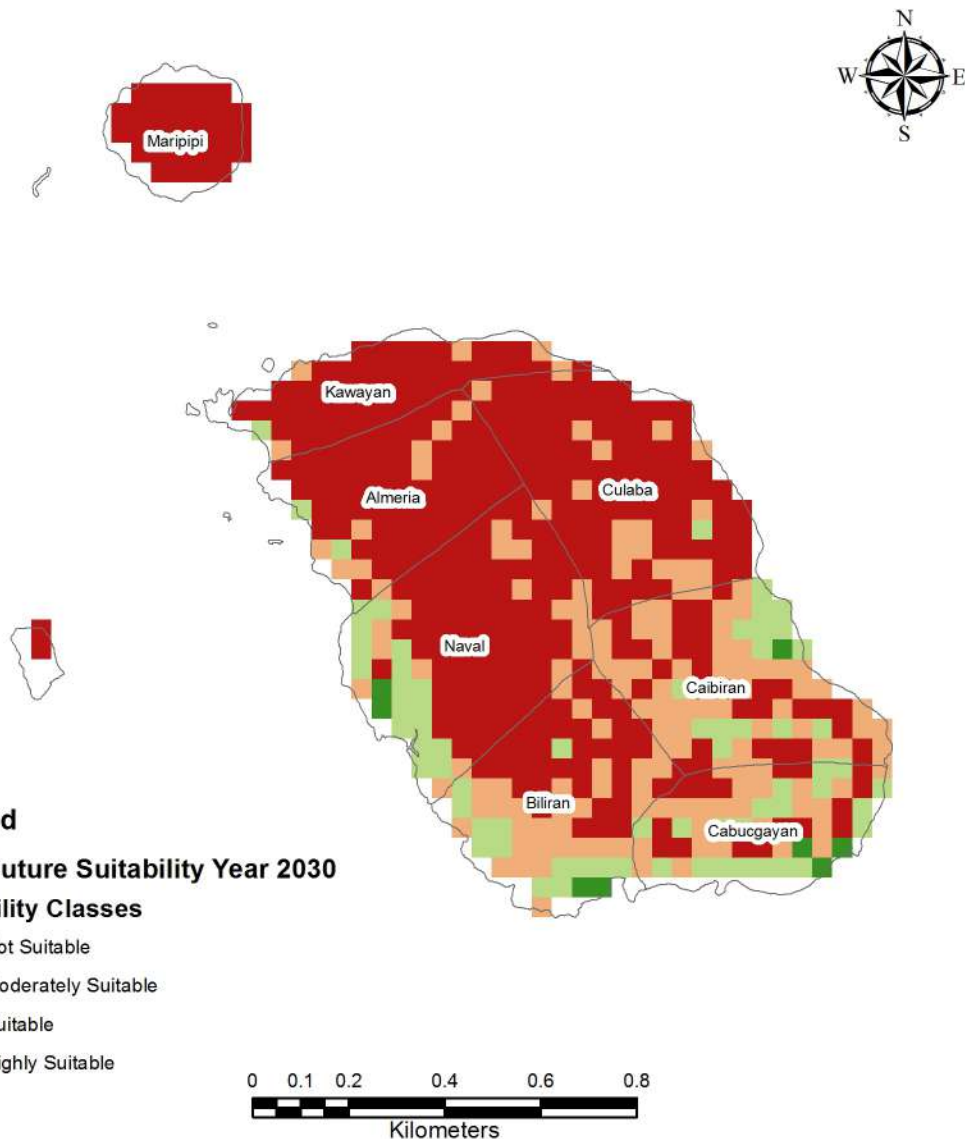 N
W E
S
Maripipi
Kawayan
Almeria
Culaba
Naval
Caibiran
Biliran
Cabucgayan
d
uture Suitability Year 2030
ility Classes
ot Suitable
oderately Suitable
uitable
ighly Suitable
0 0.1 0.2 0.4 0.6 0.8
Kilometers